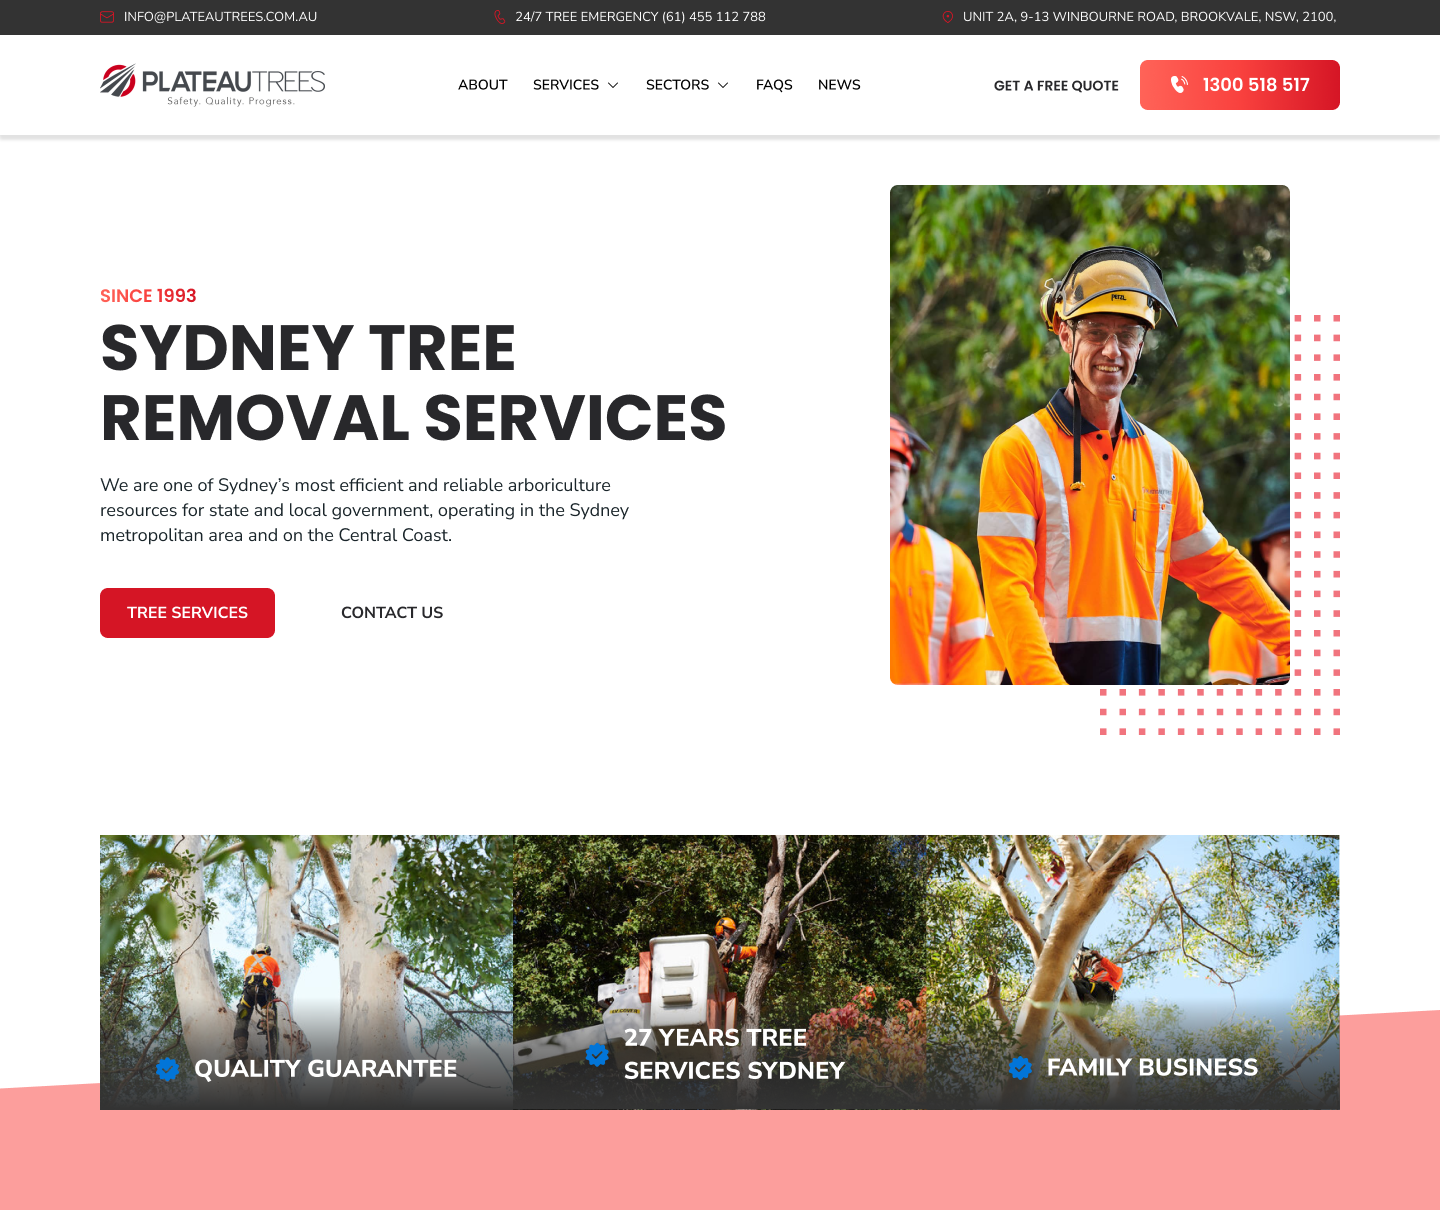 INFO@PLATEAUTREES.COM.AU
24/7 TREE EMERGENCY (61) 455 112 788
UNIT 2A, 9-13 WINBOURNE ROAD, BROOKVALE, NSW, 2100,
PLATEAUTREES
Safety. Quality. Progress.
ABOUT
SERVICES
SECTORS
FAQS
NEWS
GET A FREE QUOTE
1300 518 517
SINCE 1993
SYDNEY TREE
REMOVAL SERVICES
We are one of Sydney’s most efficient and reliable arboriculture
resources for state and local government, operating in the Sydney
metropolitan area and on the Central Coast.
TREE SERVICES
CONTACT US
PETZL
QUALITY GUARANTEE
27 YEARS TREE
SERVICES SYDNEY
FAMILY BUSINESS